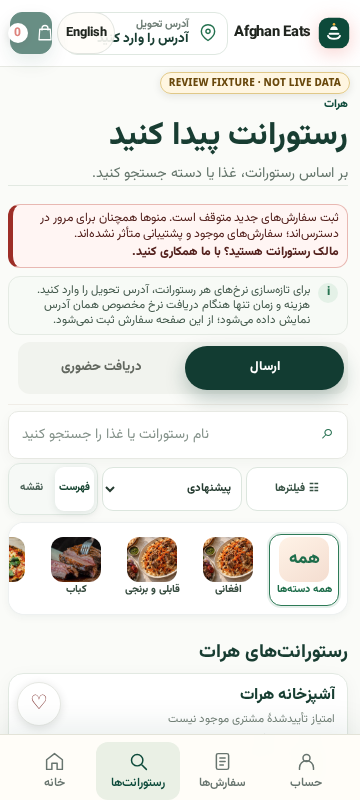 Afghan Eats
آدرس تحویل
آدرس را وارد
English
0
REVIEW FIXTURE · NOT LIVE DATA
هرات
رستورانت پیدا کنید
بر اساس رستورانت، غذا یا دسته جستجو کنید.
ثبت سفارش‌های جدید متوقف است. منوها همچنان برای مرور در
دسترس‌اند؛ سفارش‌های موجود و پشتیبانی متأثر نشده‌اند.
مالک رستورانت هستید؟ با ما همکاری کنید.
برای تازه‌سازی نرخ‌های هر رستورانت، آدرس تحویل را وارد کنید.
هزینه و زمان تنها هنگام دریافت نرخ مخصوص همان آدرس
نمایش داده می‌شود؛ از این صفحه سفارش ثبت نمی‌شود.
ارسال
دریافت حضوری
نام رستورانت یا غذا را جستجو کنید
فیلترها
پیشنهادی
فهرست
نقشه
همه
همه دسته‌ها
افغانی
قابلی و برنجی
کباب
رستورانت‌های هرات
آشپزخانه هرات
امتیاز تأییدشدهٔ مشتری موجود نیست
حساب
سفارش‌ها
رستورانت‌ها
خانه